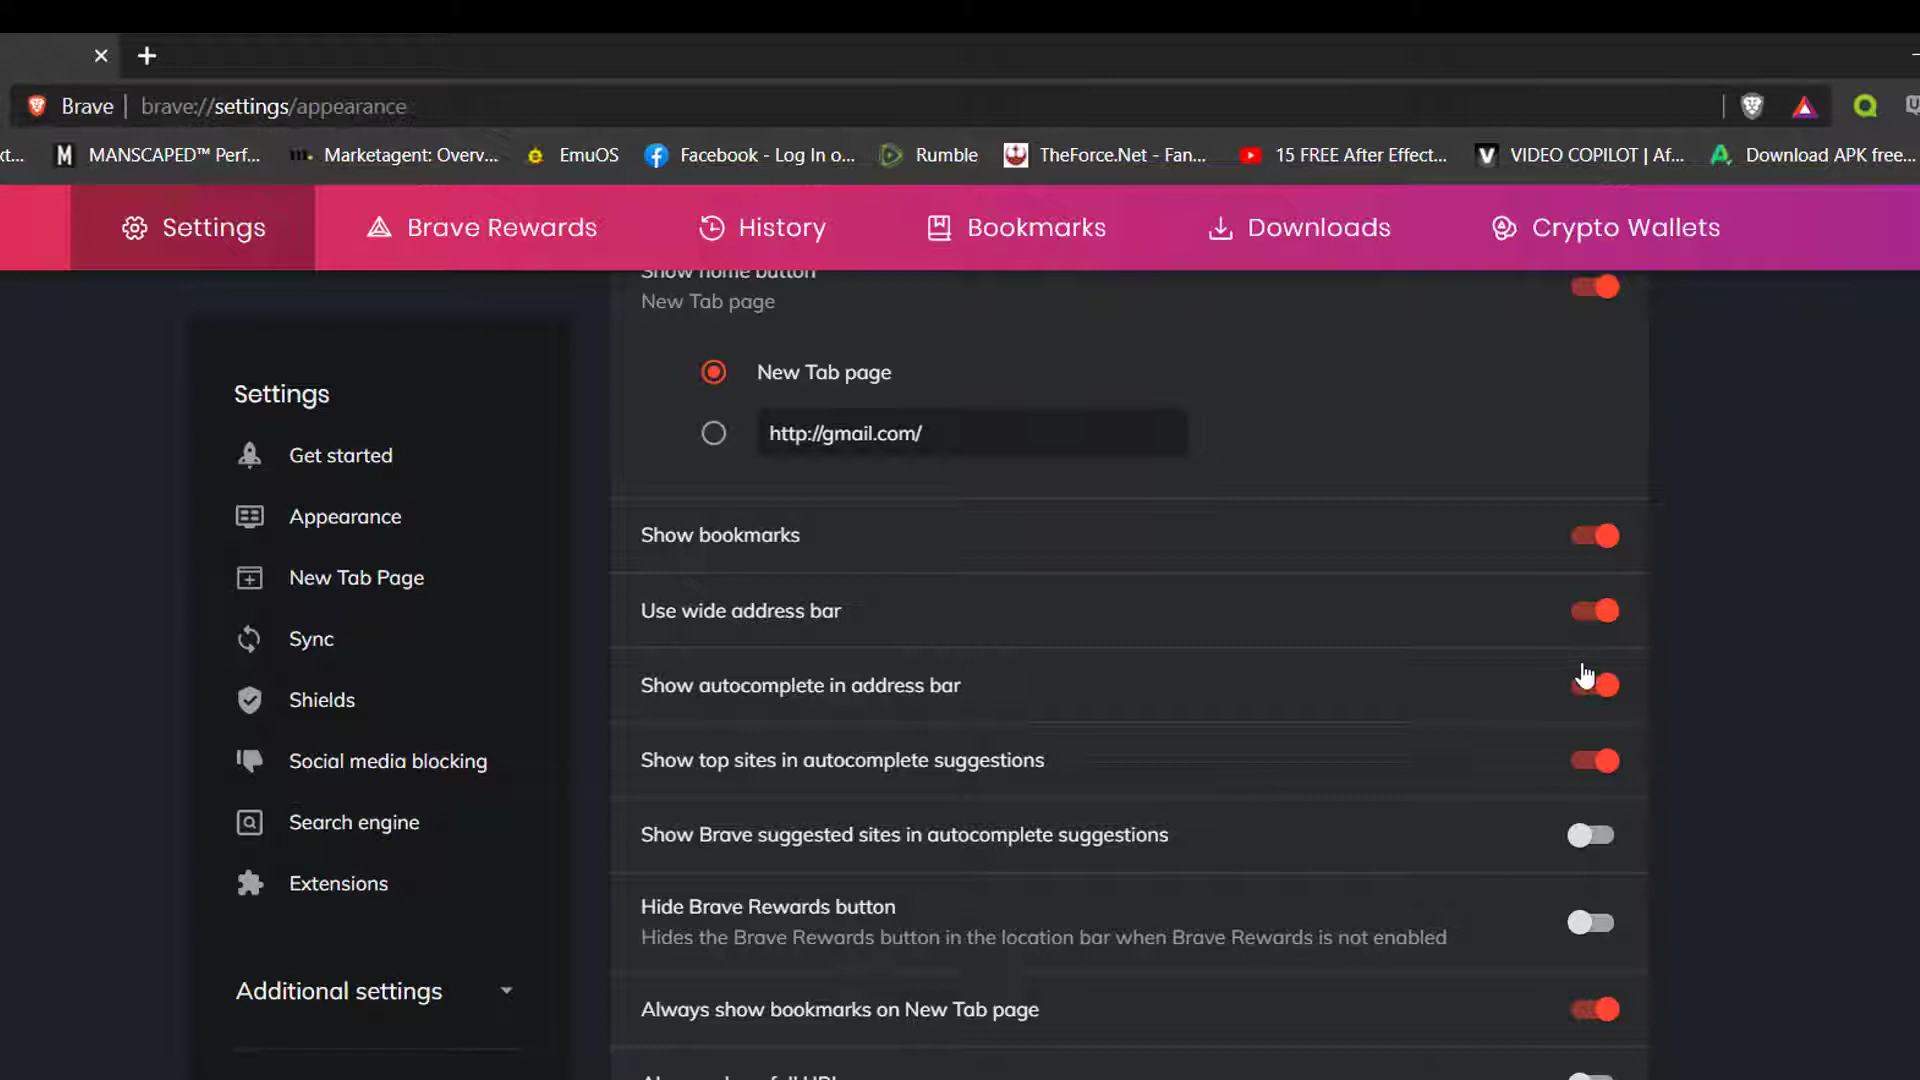 Brave | brave://settings/appearance
xt... MANSCAPED™ Perf... Marketagent: Overv... EmuOS Facebook - Log In o... Rumble TheForce.Net - Fan... 15 FREE After Effect... VIDEO COPILOT | Af... Download APK free...
Settings Brave Rewards History Bookmarks Downloads Crypto Wallets
Show home button
New Tab page
New Tab page
http://gmail.com/
Settings
Get started
Appearance
New Tab Page
Sync
Shields
Social media blocking
Search engine
Extensions
Additional settings
Show bookmarks
Use wide address bar
Show autocomplete in address bar
Show top sites in autocomplete suggestions
Show Brave suggested sites in autocomplete suggestions
Hide Brave Rewards button
Hides the Brave Rewards button in the location bar when Brave Rewards is not enabled
Always show bookmarks on New Tab page